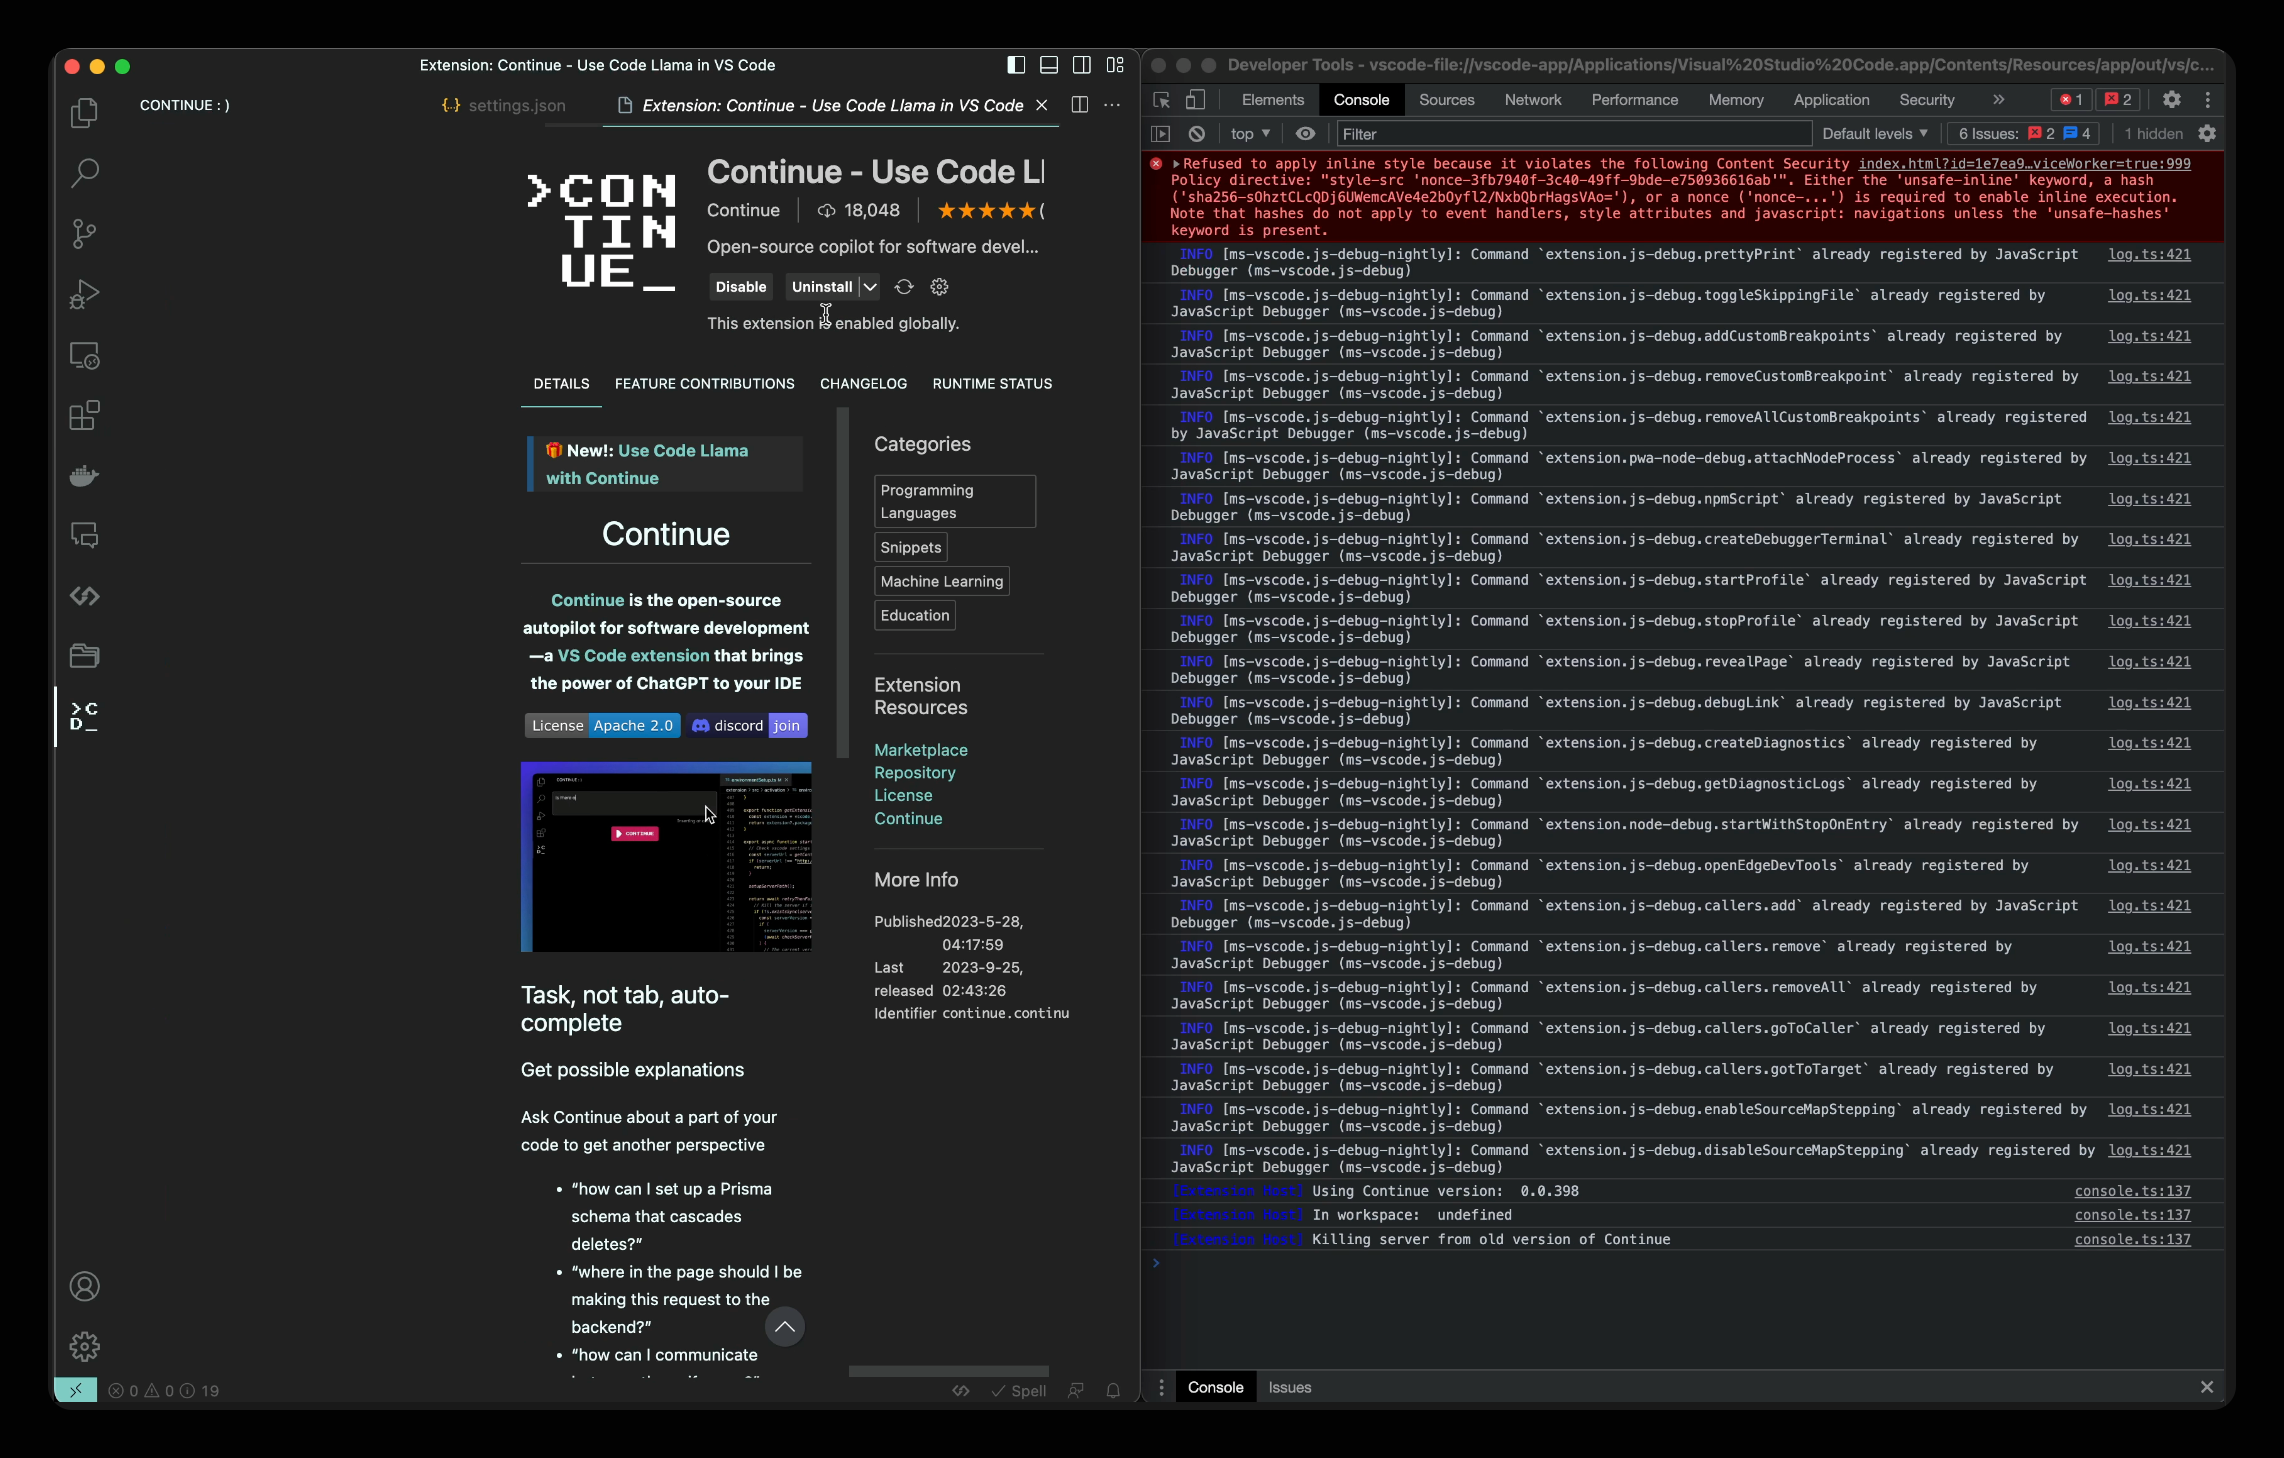 Extension: Continue - Use Code Llama in VS Code
CONTINUE : )
{..} settings.json
Extension: Continue - Use Code Llama in VS Code
>CON
TIN
UE_
Continue - Use Code Ll
Continue
18,048
★★★★★(
Open-source copilot for software devel...
Disable
Uninstall
This extension is enabled globally.
DETAILS
FEATURE CONTRIBUTIONS
CHANGELOG
RUNTIME STATUS
🎁 New!: Use Code Llama
with Continue
Continue
Continue is the open-source
autopilot for software development
—a VS Code extension that brings
the power of ChatGPT to your IDE
License Apache 2.0
discord join
CONTINUE
Task, not tab, auto-
complete
Get possible explanations
Ask Continue about a part of your
code to get another perspective
• “how can I set up a Prisma
schema that cascades
deletes?”
• “where in the page should I be
making this request to the
backend?”
• “how can I communicate
Categories
Programming
Languages
Snippets
Machine Learning
Education
Extension
Resources
Marketplace
Repository
License
Continue
More Info
Published 2023-5-28,
04:17:59
Last 2023-9-25,
released 02:43:26
Identifier continue.continu
>C
D_
0 0 19
Spell
Developer Tools - vscode-file://vscode-app/Applications/Visual%20Studio%20Code.app/Contents/Resources/app/out/vs/c...
Elements
Console
Sources
Network
Performance
Memory
Application
Security
»
1
2
top
Filter
Default levels
6 Issues: 2 4
1 hidden
Refused to apply inline style because it violates the following Content Security index.html?id=1e7ea9…viceWorker=true:999
Policy directive: "style-src 'nonce-3fb7940f-3c40-49ff-9bde-e750936616ab'". Either the 'unsafe-inline' keyword, a hash
('sha256-sOhztCLcQDj6UWemcAVe4e2bOyfl2/NxbQbrHagsVAo='), or a nonce ('nonce-...') is required to enable inline execution.
Note that hashes do not apply to event handlers, style attributes and javascript: navigations unless the 'unsafe-hashes'
keyword is present.
INFO [ms-vscode.js-debug-nightly]: Command `extension.js-debug.prettyPrint` already registered by JavaScript log.ts:421
Debugger (ms-vscode.js-debug)
INFO [ms-vscode.js-debug-nightly]: Command `extension.js-debug.toggleSkippingFile` already registered by log.ts:421
JavaScript Debugger (ms-vscode.js-debug)
INFO [ms-vscode.js-debug-nightly]: Command `extension.js-debug.addCustomBreakpoints` already registered by log.ts:421
JavaScript Debugger (ms-vscode.js-debug)
INFO [ms-vscode.js-debug-nightly]: Command `extension.js-debug.removeCustomBreakpoint` already registered by log.ts:421
JavaScript Debugger (ms-vscode.js-debug)
INFO [ms-vscode.js-debug-nightly]: Command `extension.js-debug.removeAllCustomBreakpoints` already registered log.ts:421
by JavaScript Debugger (ms-vscode.js-debug)
INFO [ms-vscode.js-debug-nightly]: Command `extension.pwa-node-debug.attachNodeProcess` already registered by log.ts:421
JavaScript Debugger (ms-vscode.js-debug)
INFO [ms-vscode.js-debug-nightly]: Command `extension.js-debug.npmScript` already registered by JavaScript log.ts:421
Debugger (ms-vscode.js-debug)
INFO [ms-vscode.js-debug-nightly]: Command `extension.js-debug.createDebuggerTerminal` already registered by log.ts:421
JavaScript Debugger (ms-vscode.js-debug)
INFO [ms-vscode.js-debug-nightly]: Command `extension.js-debug.startProfile` already registered by JavaScript log.ts:421
Debugger (ms-vscode.js-debug)
INFO [ms-vscode.js-debug-nightly]: Command `extension.js-debug.stopProfile` already registered by JavaScript log.ts:421
Debugger (ms-vscode.js-debug)
INFO [ms-vscode.js-debug-nightly]: Command `extension.js-debug.revealPage` already registered by JavaScript log.ts:421
Debugger (ms-vscode.js-debug)
INFO [ms-vscode.js-debug-nightly]: Command `extension.js-debug.debugLink` already registered by JavaScript log.ts:421
Debugger (ms-vscode.js-debug)
INFO [ms-vscode.js-debug-nightly]: Command `extension.js-debug.createDiagnostics` already registered by log.ts:421
JavaScript Debugger (ms-vscode.js-debug)
INFO [ms-vscode.js-debug-nightly]: Command `extension.js-debug.getDiagnosticLogs` already registered by log.ts:421
JavaScript Debugger (ms-vscode.js-debug)
INFO [ms-vscode.js-debug-nightly]: Command `extension.node-debug.startWithStopOnEntry` already registered by log.ts:421
JavaScript Debugger (ms-vscode.js-debug)
INFO [ms-vscode.js-debug-nightly]: Command `extension.js-debug.openEdgeDevTools` already registered by log.ts:421
JavaScript Debugger (ms-vscode.js-debug)
INFO [ms-vscode.js-debug-nightly]: Command `extension.js-debug.callers.add` already registered by JavaScript log.ts:421
Debugger (ms-vscode.js-debug)
INFO [ms-vscode.js-debug-nightly]: Command `extension.js-debug.callers.remove` already registered by log.ts:421
JavaScript Debugger (ms-vscode.js-debug)
INFO [ms-vscode.js-debug-nightly]: Command `extension.js-debug.callers.removeAll` already registered by log.ts:421
JavaScript Debugger (ms-vscode.js-debug)
INFO [ms-vscode.js-debug-nightly]: Command `extension.js-debug.callers.goToCaller` already registered by log.ts:421
JavaScript Debugger (ms-vscode.js-debug)
INFO [ms-vscode.js-debug-nightly]: Command `extension.js-debug.callers.gotToTarget` already registered by log.ts:421
JavaScript Debugger (ms-vscode.js-debug)
INFO [ms-vscode.js-debug-nightly]: Command `extension.js-debug.enableSourceMapStepping` already registered by log.ts:421
JavaScript Debugger (ms-vscode.js-debug)
INFO [ms-vscode.js-debug-nightly]: Command `extension.js-debug.disableSourceMapStepping` already registered by log.ts:421
JavaScript Debugger (ms-vscode.js-debug)
[Extension Host] Using Continue version: 0.0.398 console.ts:137
[Extension Host] In workspace: undefined console.ts:137
[Extension Host] Killing server from old version of Continue console.ts:137
Console
Issues